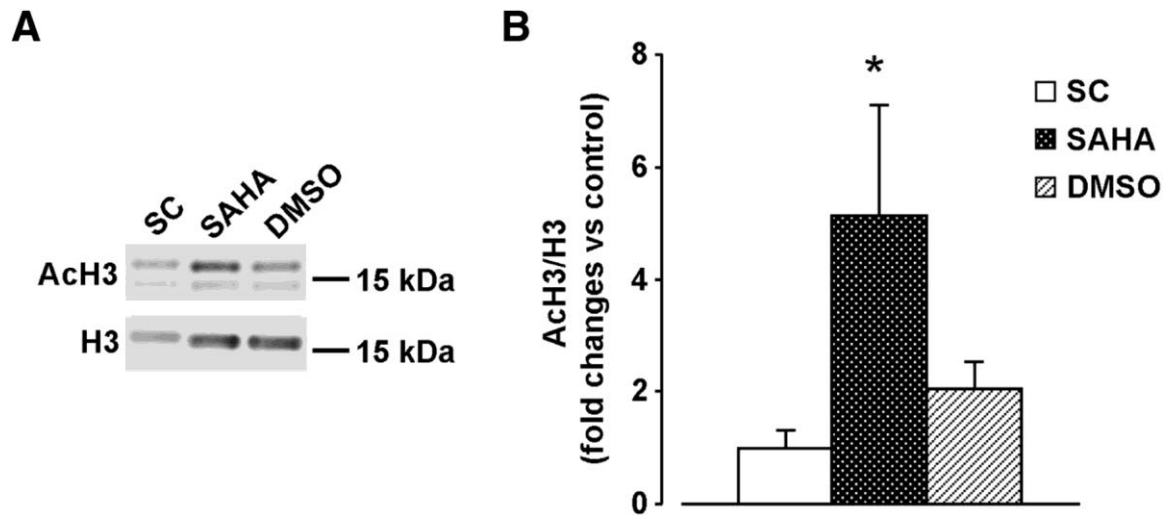 A
SC
SAHA
DMSO
AcH3
15 kDa
H3
15 kDa
B
AcH3/H3
(fold changes vs control)
8
6
4
2
0
*
SC
SAHA
DMSO